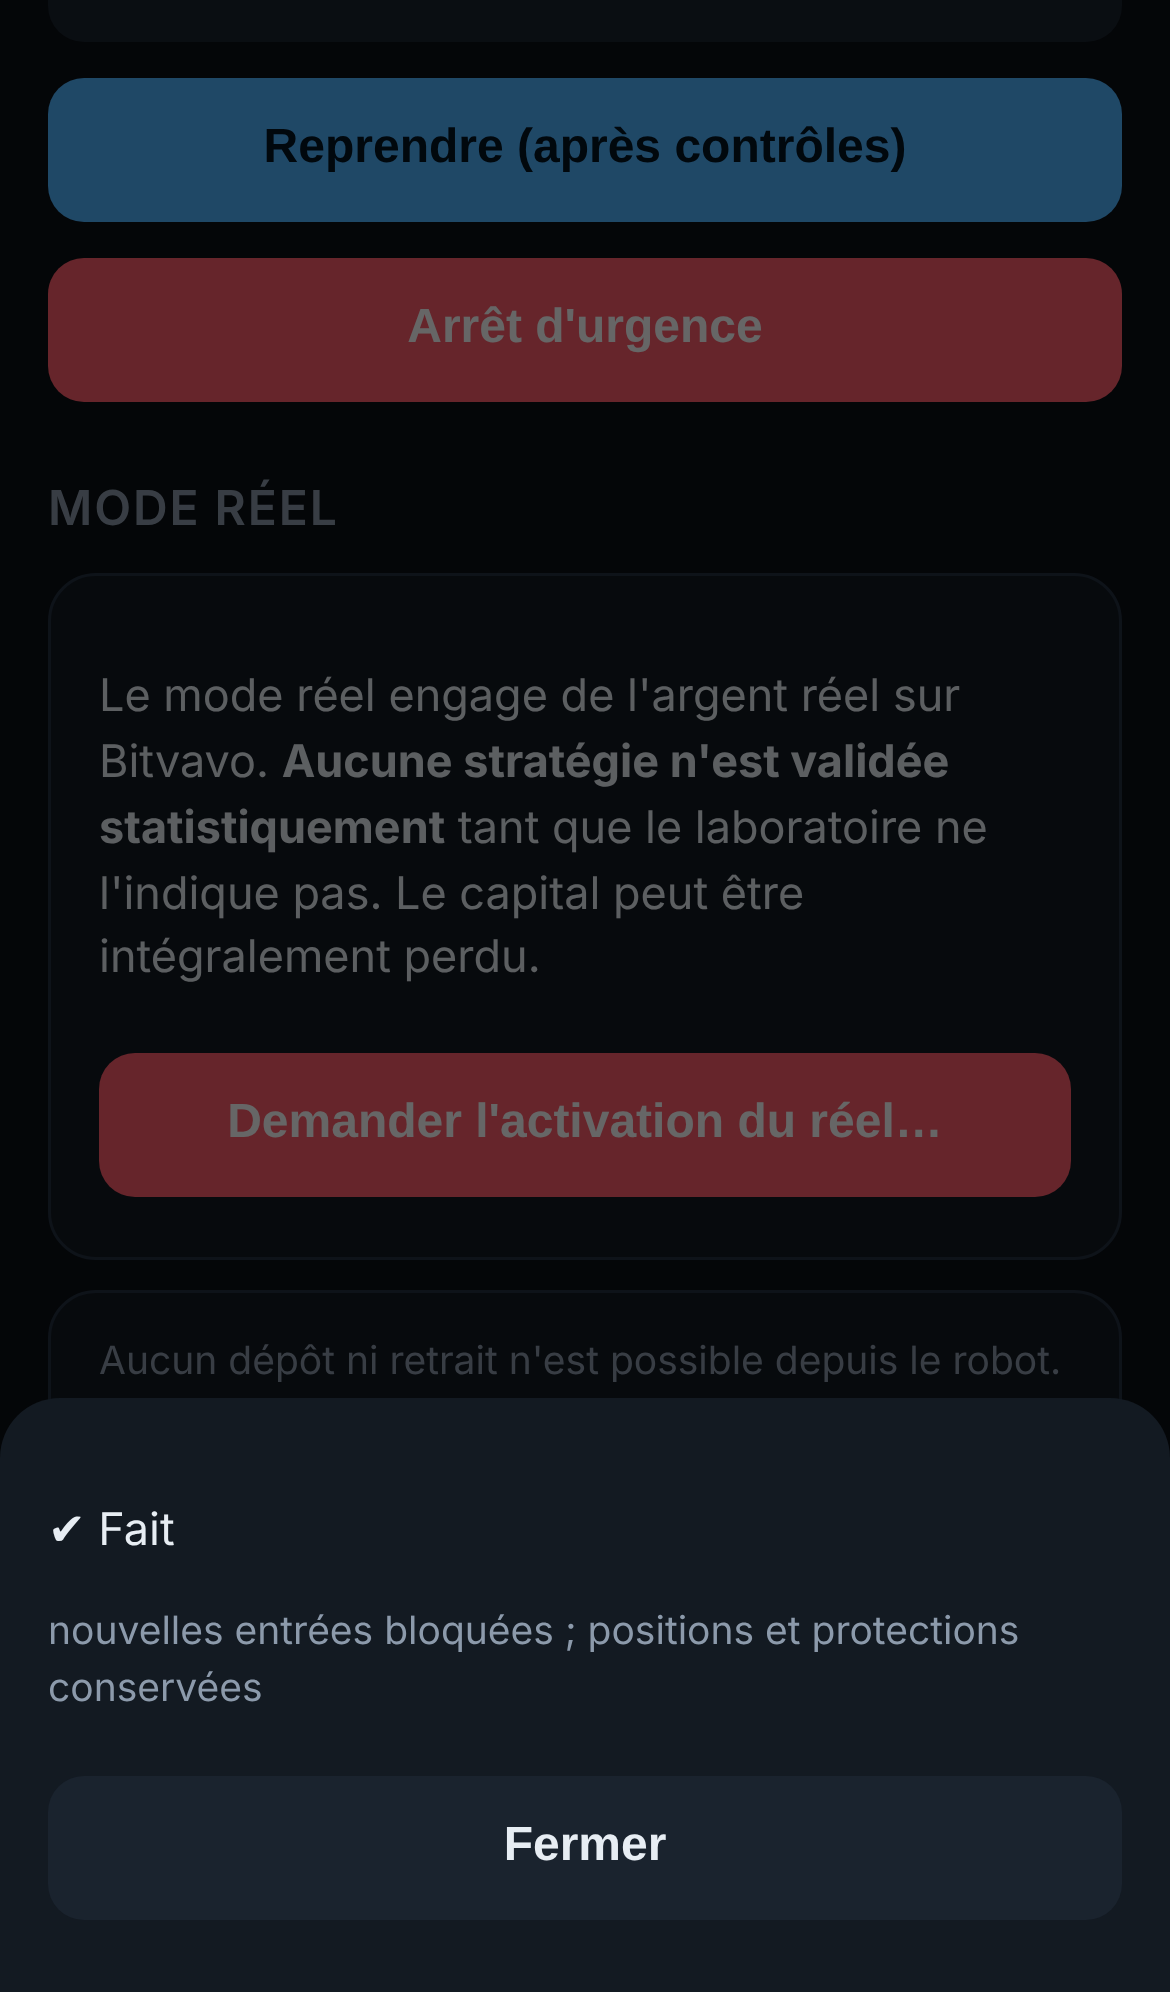 Reprendre (après contrôles)
Arrêt d'urgence
MODE RÉEL
Le mode réel engage de l'argent réel sur
Bitvavo. Aucune stratégie n'est validée
statistiquement tant que le laboratoire ne
l'indique pas. Le capital peut être
intégralement perdu.
Demander l'activation du réel…
Aucun dépôt ni retrait n'est possible depuis le robot.
✔ Fait
nouvelles entrées bloquées ; positions et protections
conservées
Fermer